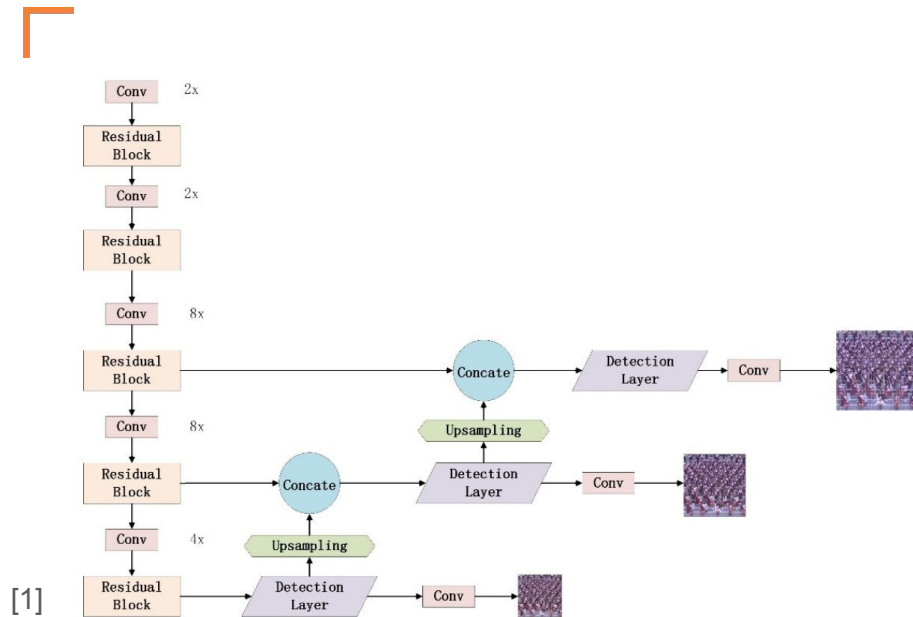 Conv 2x
Residual
Block
Conv 2x
Residual
Block
Conv 8x
Residual
Block
Concate
Detection
Layer
Conv
Conv 8x
Upsampling
Residual
Block
Concate
Detection
Layer
Conv
Conv 4x
Upsampling
[1]
Residual
Block
Detection
Layer
Conv